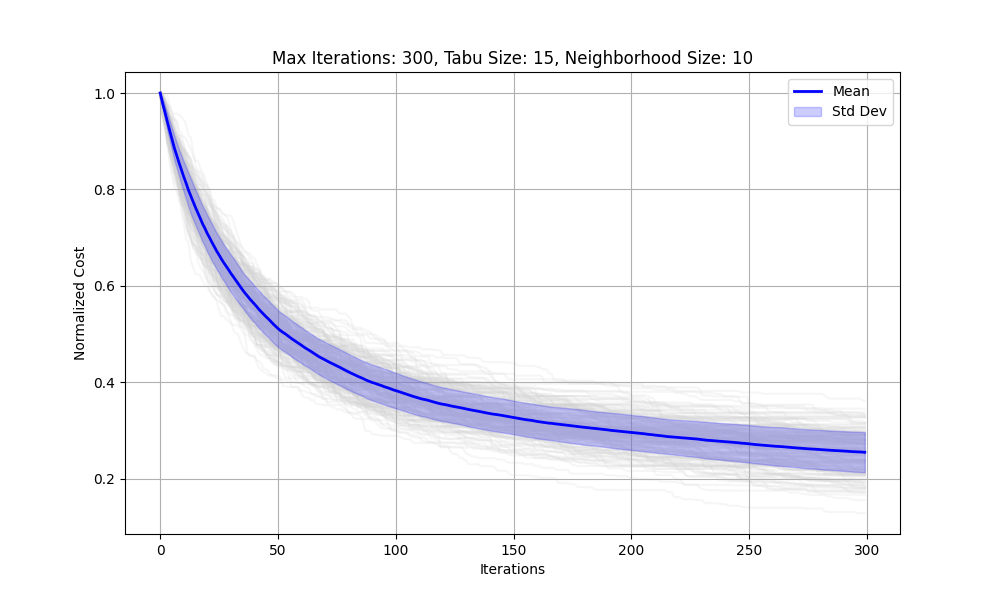 Max Iterations: 300, Tabu Size: 15, Neighborhood Size: 10
Mean
Std Dev
Normalized Cost
1.0
0.8
0.6
0.4
0.2
0 50 100 150 200 250 300
Iterations